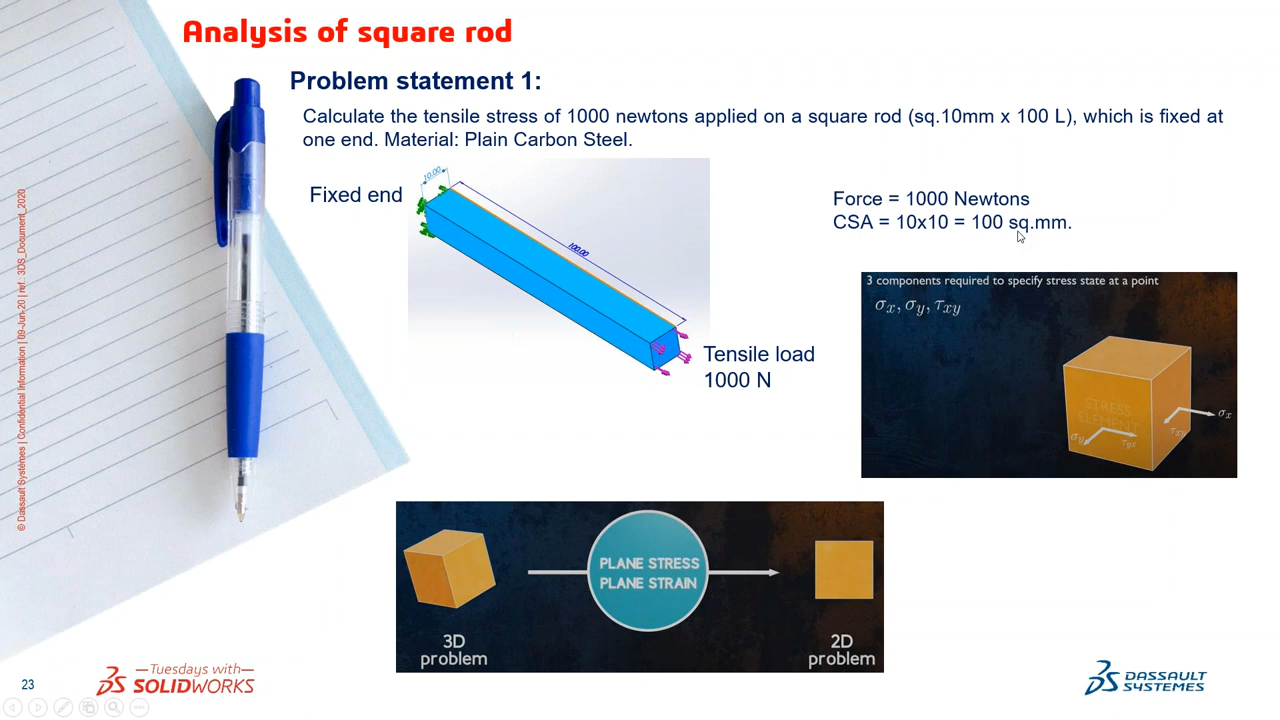 Analysis of square rod
Problem statement 1:
Calculate the tensile stress of 1000 newtons applied on a square rod (sq.10mm x 100 L), which is fixed at
one end. Material: Plain Carbon Steel.
Fixed end
10.00
100.00
Tensile load
1000 N
Force = 1000 Newtons
CSA = 10x10 = 100 sq.mm.
3 components required to specify stress state at a point
σx, σy, τxy
STRESS
ELEMENT
σy
τyx
τxy
σx
PLANE STRESS
PLANE STRAIN
3D
problem
2D
problem
© Dassault Systèmes | Confidential Information | 09-Jun-20 | ref.: 3DS_Document_2020
23
Tuesdays with
SOLIDWORKS
DASSAULT
SYSTEMES